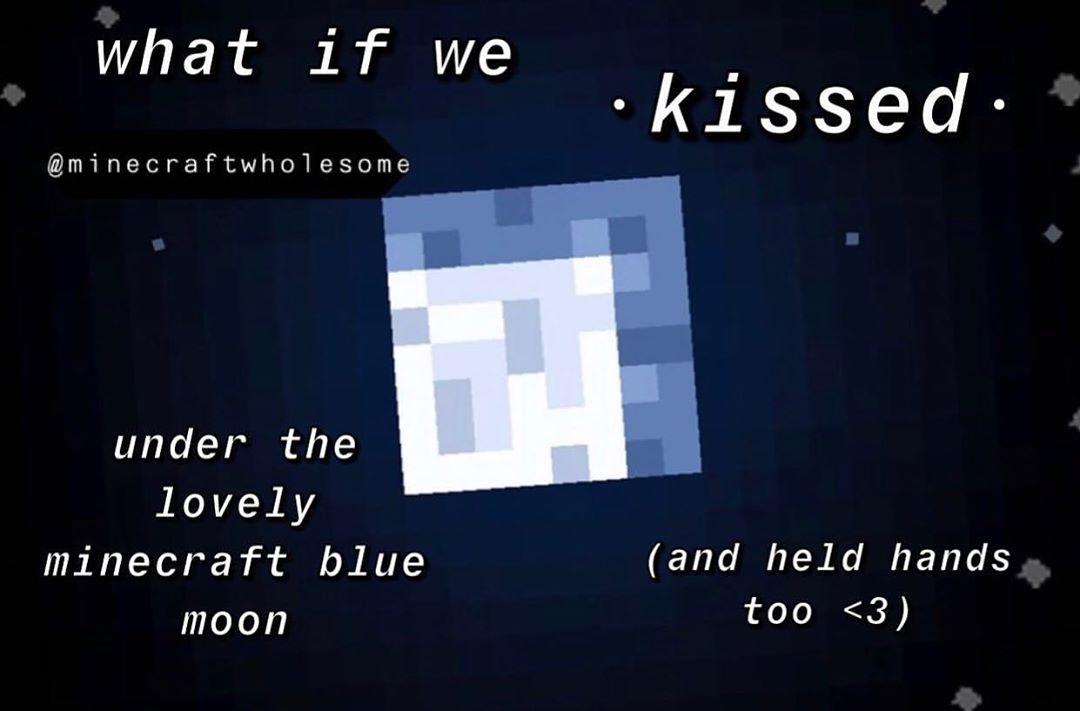 what if we
·kissed·
@minecraftwholesome
under the
lovely
minecraft blue
moon
(and held hands
too <3)